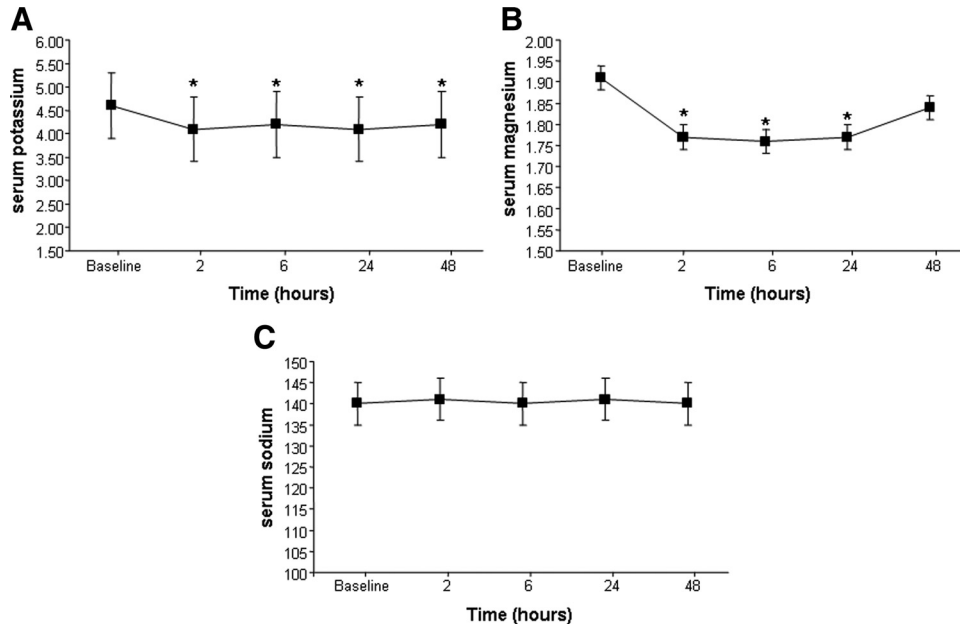 A
6.00
5.50
5.00
4.50
4.00
3.50
3.00
2.50
2.00
1.50
serum potassium
* * * *
Baseline 2 6 24 48
Time (hours)
B
2.00
1.95
1.90
1.85
1.80
1.75
1.70
1.65
1.60
1.55
1.50
serum magnesium
* * *
Baseline 2 6 24 48
Time (hours)
C
150
145
140
135
130
125
120
115
110
105
100
serum sodium
Baseline 2 6 24 48
Time (hours)